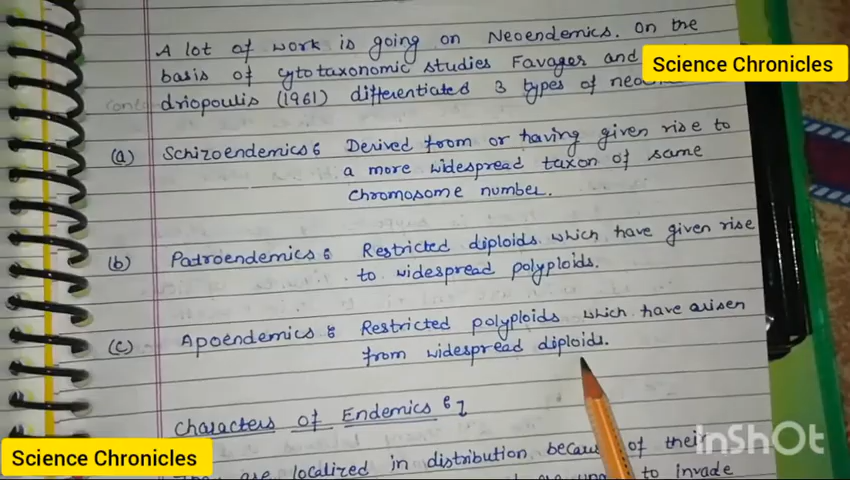 A lot of work is going on Neoendemics. On the
basis of cytotaxonomic studies Favager and
Science Chronicles
driopoulis (1961) differentiated 3 types of
(a) Schizoendemics : Derived from or having given rise to
a more widespread taxon of same
chromosome number.
(b) Patroendemics : Restricted diploids which have given rise
to widespread polyploids.
(c) Apoendemics : Restricted polyploids which have arisen
from widespread diploids.
Characters of Endemics :
InShOt
Science Chronicles
are localized in distribution of their
to invade